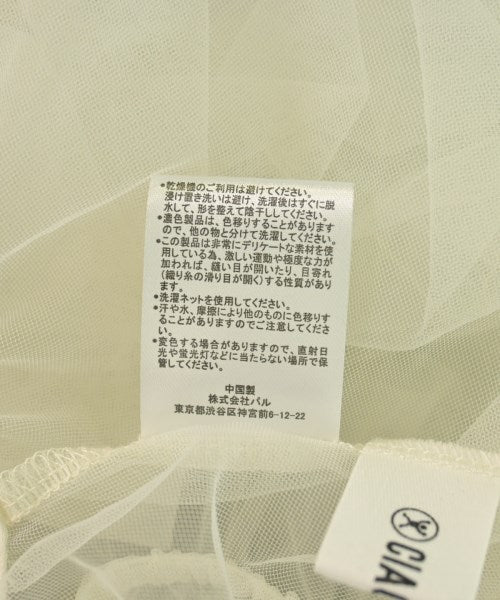 •乾燥機のご利用は避けてください。
浸け置き洗いは避け、洗濯後はすぐに脱
水して、形を整えて陰干ししてください。
•濃色製品は、色移りすることがあります
ので、他の物と分けて洗濯してください。
•この製品は非常にデリケートな素材を使
用している為、激しい運動や極度な力が
加われば、縫い目が開いたり、目寄れ
(織り糸の滑り目が開く)する性質があり
ます。
•洗濯ネットを使用してください。
•汗や水、摩擦により他のものに色移りす
ることがありますのでご注意してくださ
い。
•変色する場合がありますので、直射日
光や蛍光灯などに当たらない場所で保
管してください。
中国製
株式会社パル
東京都渋谷区神宮前6-12-22
CIA